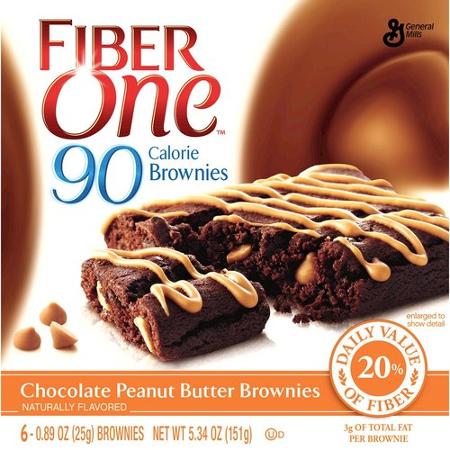 General
Mills
FIBER
One™
90 Calorie
Brownies
enlarged to
show detail
DAILY VALUE
20%
OF FIBER
Chocolate Peanut Butter Brownies
NATURALLY FLAVORED
3g OF TOTAL FAT
PER BROWNIE
6 - 0.89 OZ (25g) BROWNIES NET WT 5.34 OZ (151g) U D